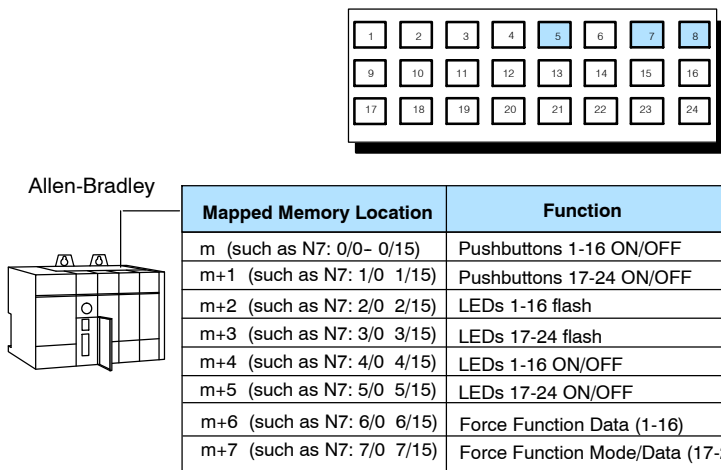 1 2 3 4 5 6 7 8
9 10 11 12 13 14 15 16
17 18 19 20 21 22 23 24
Allen-Bradley
Mapped Memory Location Function
m (such as N7: 0/0– 0/15) Pushbuttons 1-16 ON/OFF
m+1 (such as N7: 1/0 1/15) Pushbuttons 17-24 ON/OFF
m+2 (such as N7: 2/0 2/15) LEDs 1-16 flash
m+3 (such as N7: 3/0 3/15) LEDs 17-24 flash
m+4 (such as N7: 4/0 4/15) LEDs 1-16 ON/OFF
m+5 (such as N7: 5/0 5/15) LEDs 17-24 ON/OFF
m+6 (such as N7: 6/0 6/15) Force Function Data (1-16)
m+7 (such as N7: 7/0 7/15) Force Function Mode/Data (17-